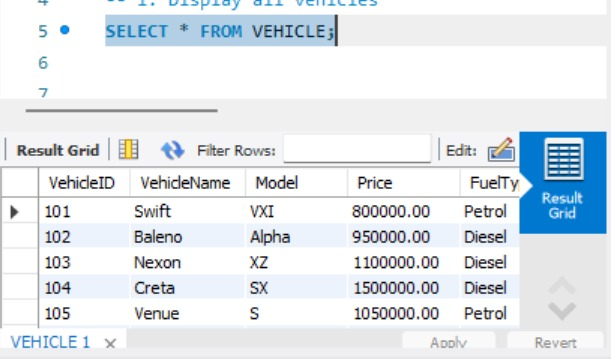 4 -- 1. Display all vehicles
5 SELECT * FROM VEHICLE;
6
7
Result Grid Filter Rows: Edit:
VehicleID VehicleName Model Price FuelTy
101 Swift VXI 800000.00 Petrol
102 Baleno Alpha 950000.00 Diesel
103 Nexon XZ 1100000.00 Diesel
104 Creta SX 1500000.00 Diesel
105 Venue S 1050000.00 Petrol
Result
Grid
VEHICLE 1 × Apply Revert